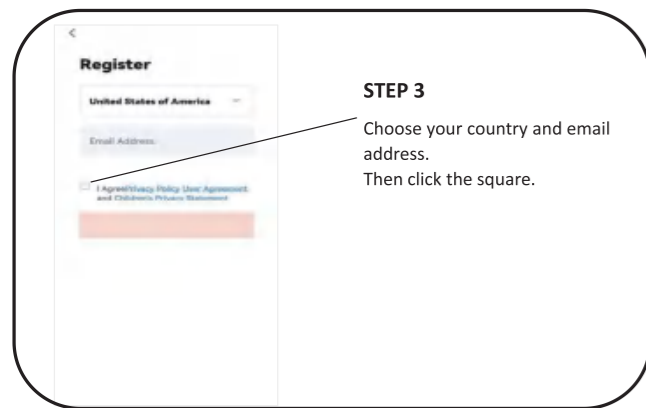 <
Register
United States of America
Email Address
I Agree Privacy Policy User Agreement
and Children's Privacy Statement
STEP 3
Choose your country and email
address.
Then click the square.